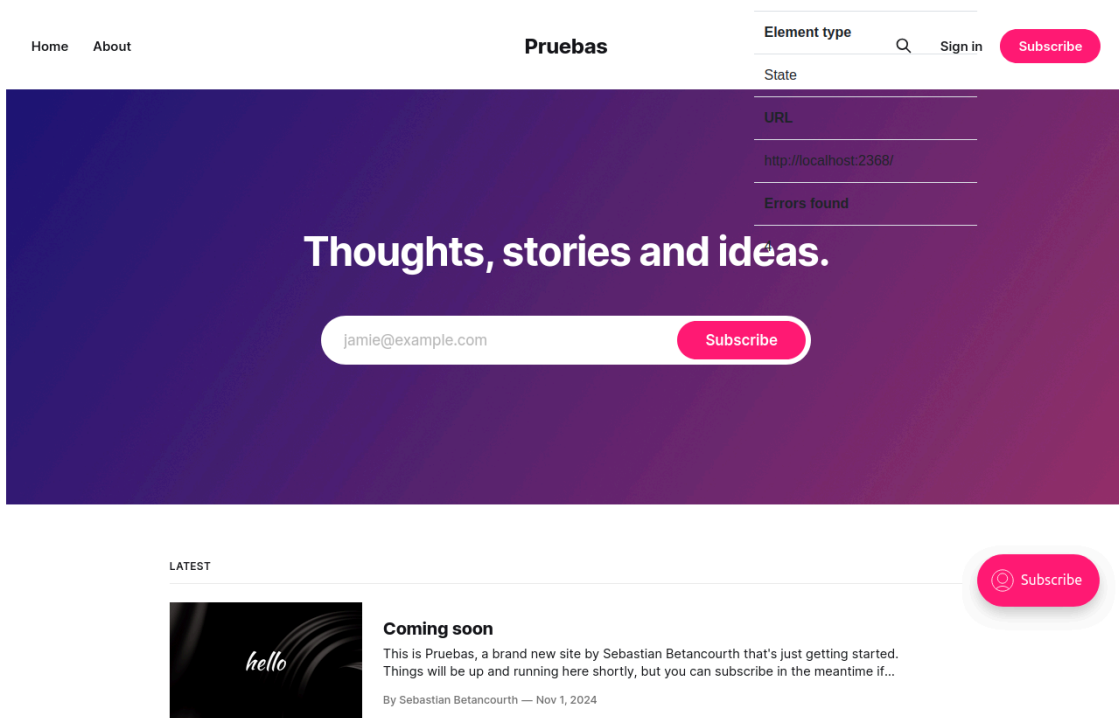 Home About Pruebas Sign in Subscribe
Element type
State
URL
http://localhost:2368/
Errors found
4
Thoughts, stories and ideas.
jamie@example.com Subscribe
LATEST
Subscribe
hello
Coming soon
This is Pruebas, a brand new site by Sebastian Betancourth that's just getting started.
Things will be up and running here shortly, but you can subscribe in the meantime if...
By Sebastian Betancourth — Nov 1, 2024